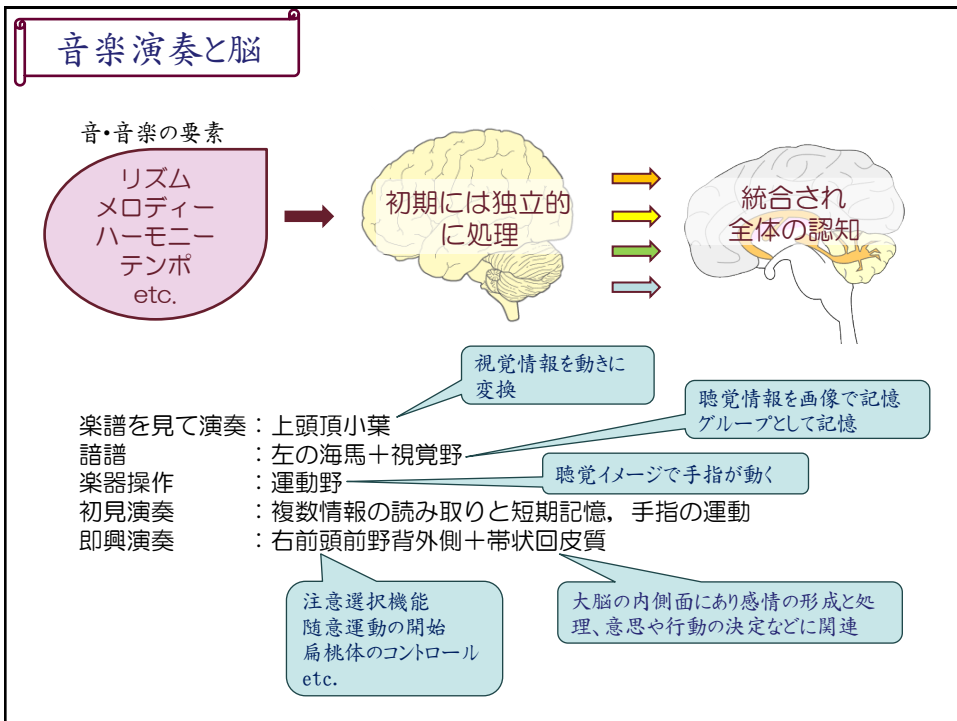 音楽演奏と脳
音・音楽の要素
リズム
メロディー
ハーモニー
テンポ
etc.
初期には独立的
に処理
統合され
全体の認知
視覚情報を動きに
変換
聴覚情報を画像で記憶
グループとして記憶
楽譜を見て演奏：上頭頂小葉
諳譜：左の海馬＋視覚野
楽器操作：運動野
聴覚イメージで手指が動く
初見演奏：複数情報の読み取りと短期記憶，手指の運動
即興演奏：右前頭前野背外側＋帯状回皮質
注意選択機能
随意運動の開始
扁桃体のコントロール
etc.
大脳の内側面にあり感情の形成と処
理、意思や行動の決定などに関連